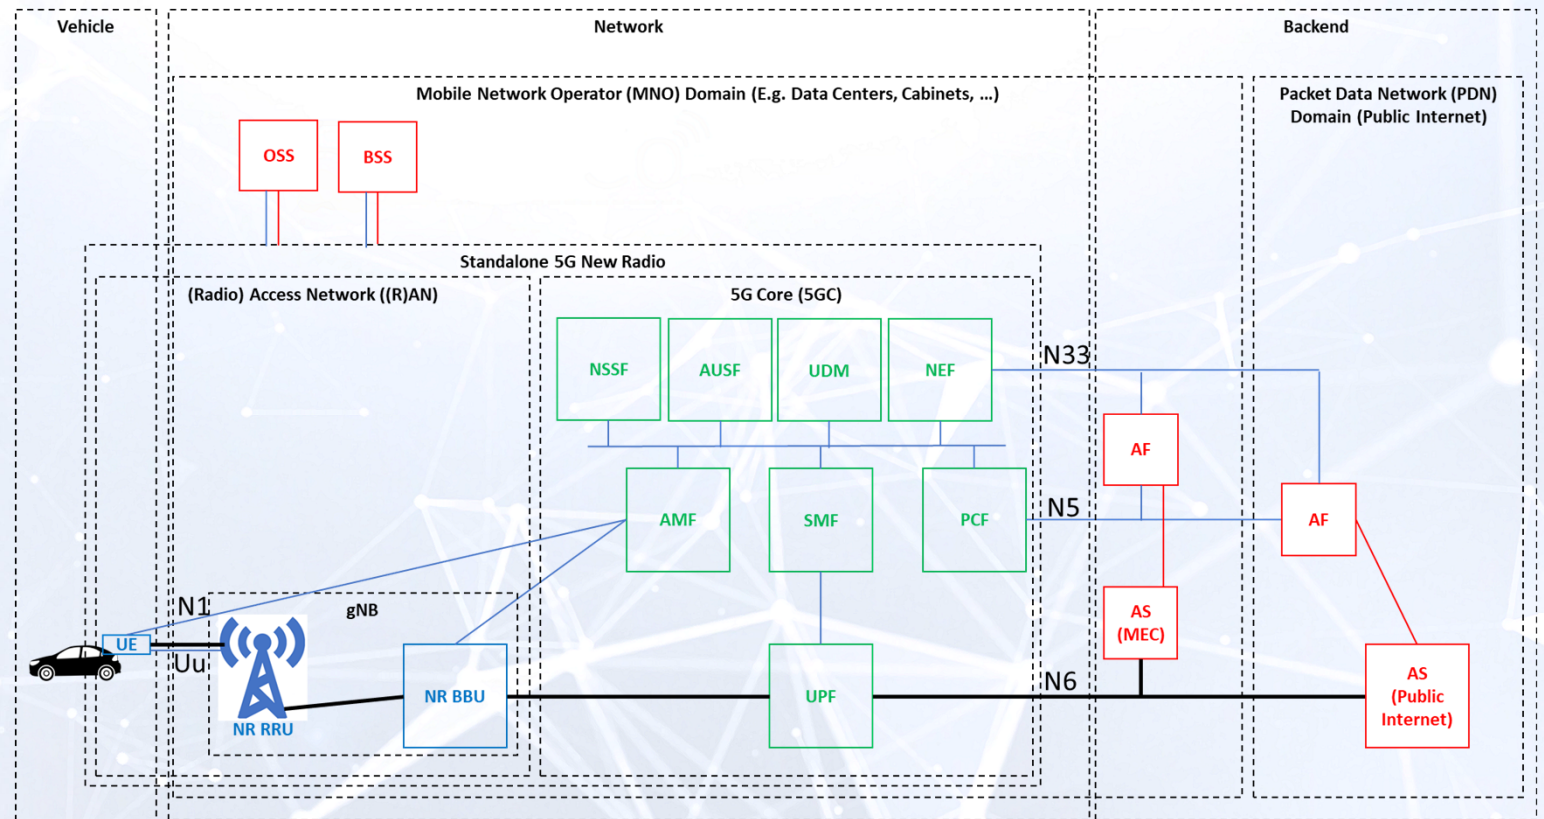 Vehicle
Network
Backend
Mobile Network Operator (MNO) Domain (E.g. Data Centers, Cabinets, ...)
Packet Data Network (PDN)
Domain (Public Internet)
OSS
BSS
Standalone 5G New Radio
(Radio) Access Network ((R)AN)
5G Core (5GC)
NSSF
AUSF
UDM
NEF
N33
AF
AMF
SMF
PCF
N5
AF
N1
gNB
UE
Uu
AS
(MEC)
NR RRU
NR BBU
UPF
N6
AS
(Public
Internet)